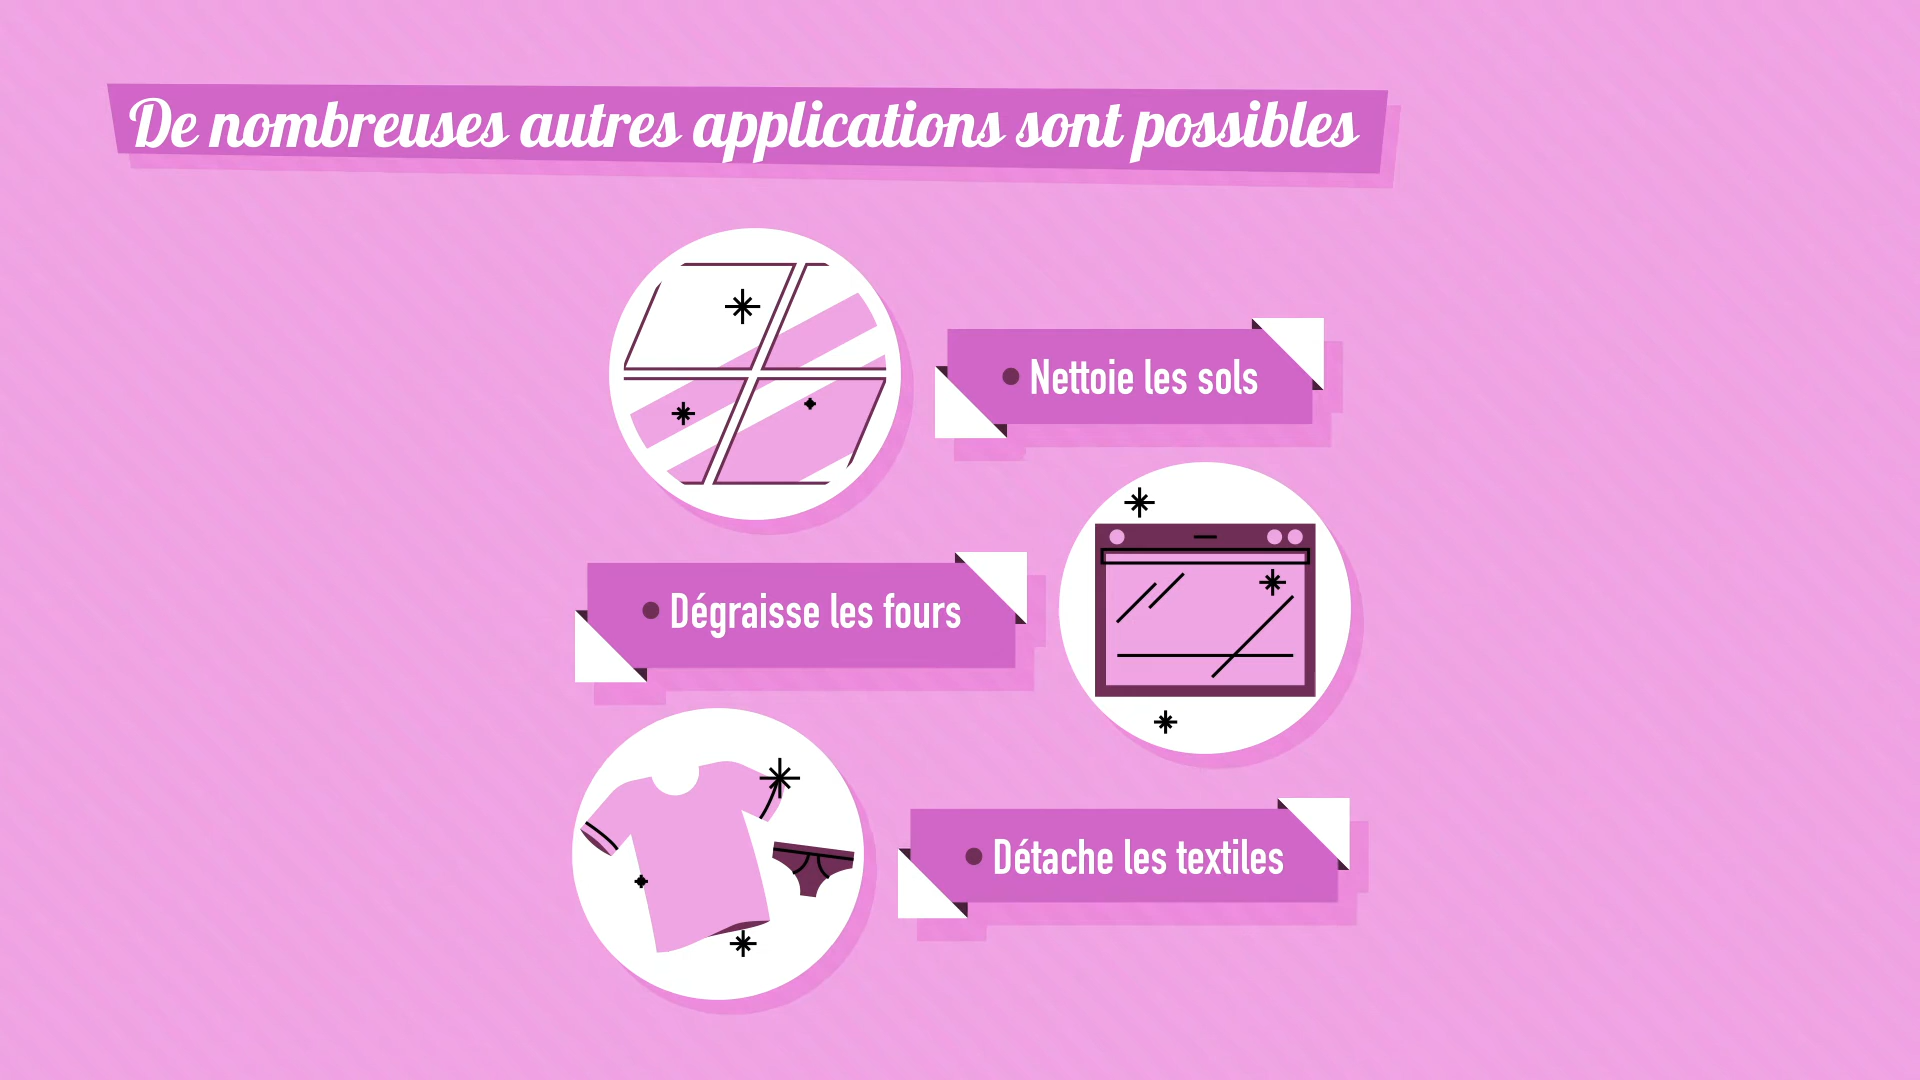 De nombreuses autres applications sont possibles
• Nettoie les sols
• Dégraisse les fours
• Détache les textiles